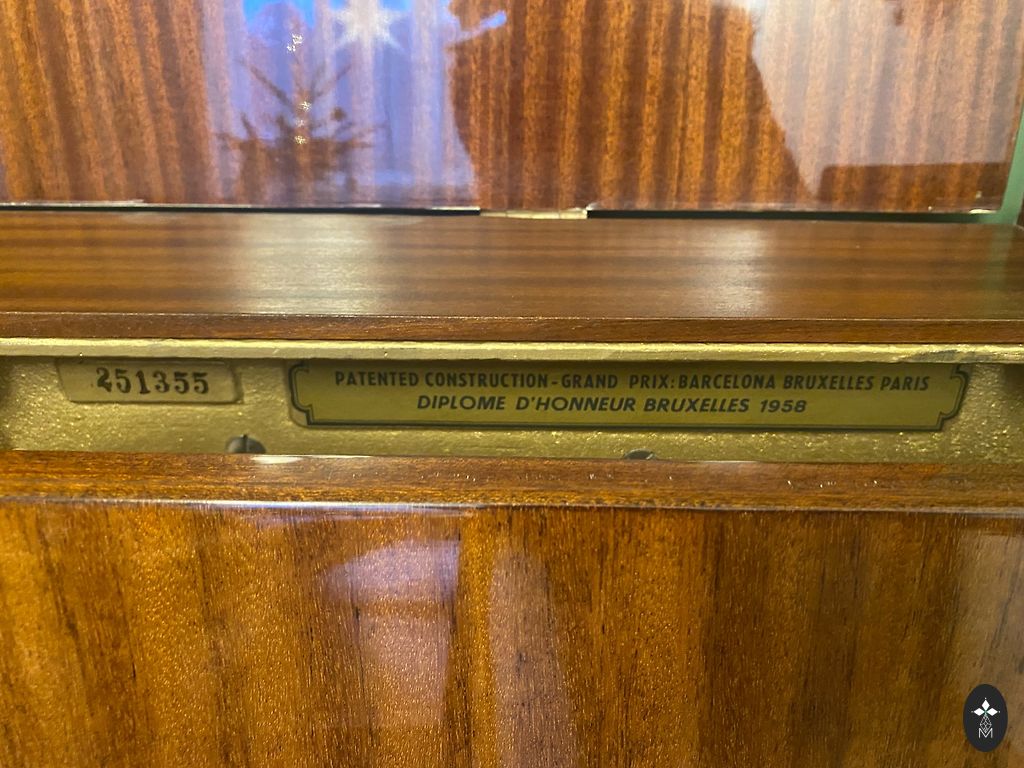 251355
PATENTED CONSTRUCTION - GRAND PRIX: BARCELONA BRUXELLES PARIS
DIPLOME D'HONNEUR BRUXELLES 1958
M